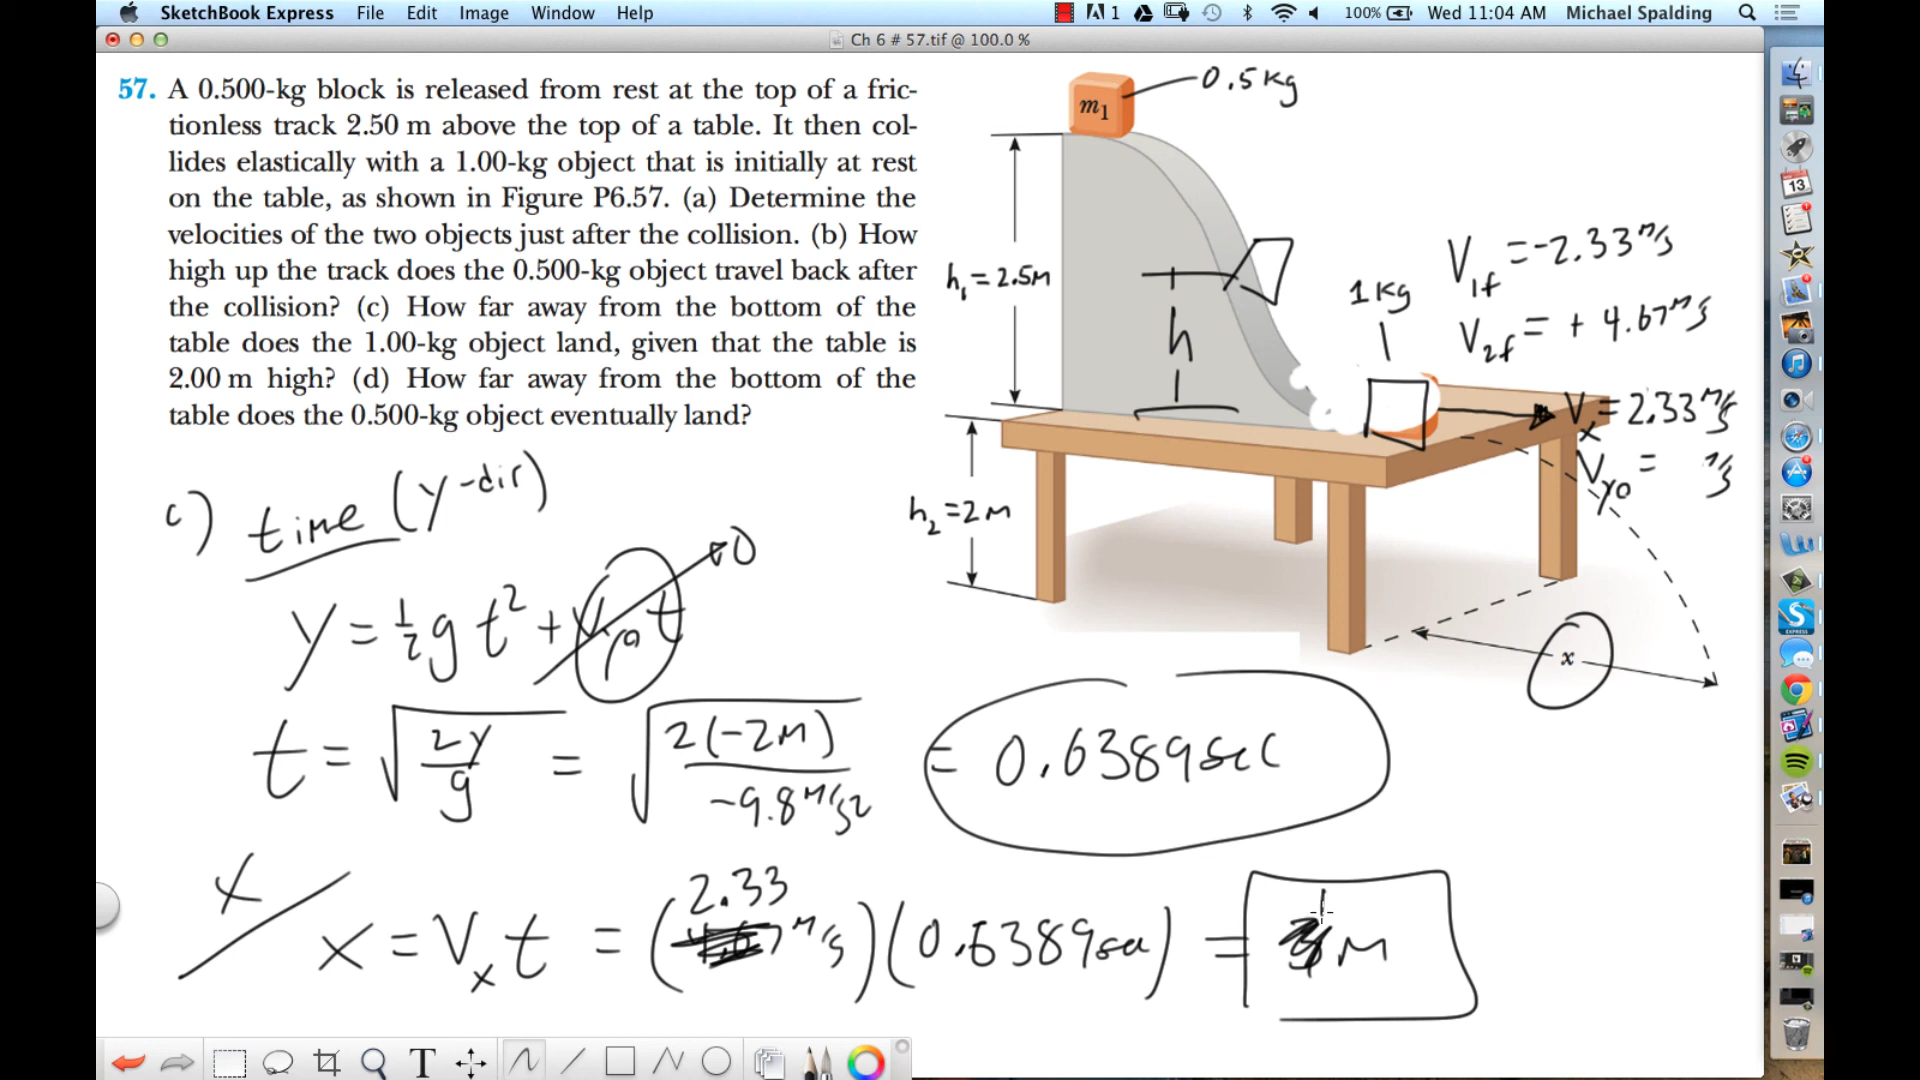 SketchBook Express File Edit Image Window Help 1 100% Wed 11:04 AM Michael Spalding
Ch 6 # 57.tif @ 100.0 %
57. A 0.500-kg block is released from rest at the top of a fric-
tionless track 2.50 m above the top of a table. It then col-
lides elastically with a 1.00-kg object that is initially at rest
on the table, as shown in Figure P6.57. (a) Determine the
velocities of the two objects just after the collision. (b) How
high up the track does the 0.500-kg object travel back after
the collision? (c) How far away from the bottom of the
table does the 1.00-kg object land, given that the table is
2.00 m high? (d) How far away from the bottom of the
table does the 0.500-kg object eventually land?
m₁
0.5 kg
h₁ = 2.5M
h
1 kg
V1f = -2.33 M/s
V2f = + 4.67 M/s
Vx = 2.33 M/s
Vyo = M/s
h₂ = 2M
x
c) time (y-dir)
y = ½ g t² + Vyo t 0
t = √(2y/g) = √(2(-2M)/-9.8 M/s²) = 0.6389 sec
x
x = Vx t = (2.33 M/s)(0.6389 sec) = M
13
T
S
EXPRESS